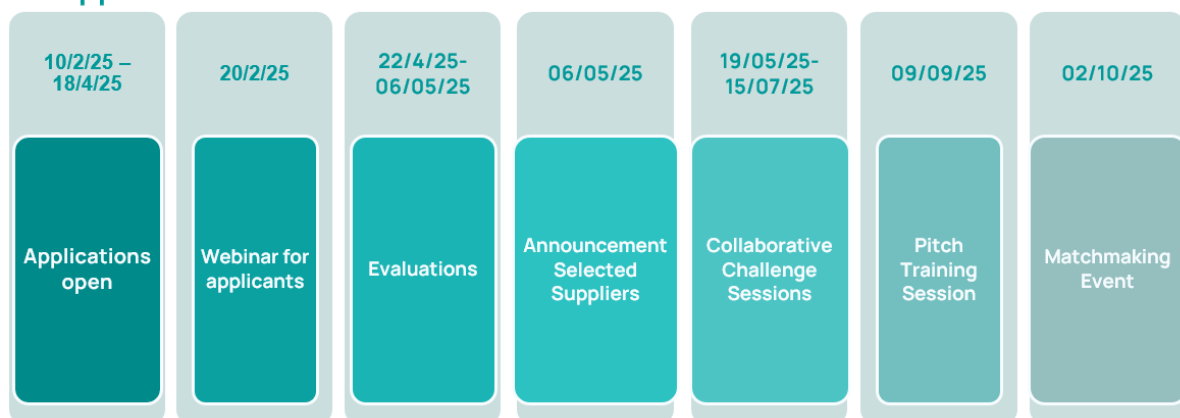 10/2/25 –
18/4/25
20/2/25
22/4/25-
06/05/25
06/05/25
19/05/25-
15/07/25
09/09/25
02/10/25
Applications
open
Webinar for
applicants
Evaluations
Announcement
Selected
Suppliers
Collaborative
Challenge
Sessions
Pitch
Training
Session
Matchmaking
Event